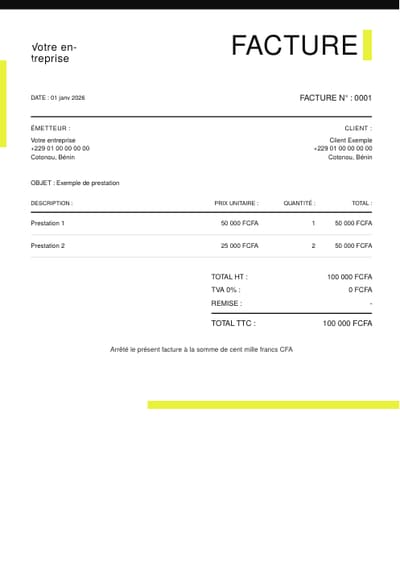 Votre en-
treprise
FACTURE
DATE : 01 janv 2026
FACTURE N° : 0001
ÉMETTEUR :
CLIENT :
Votre entreprise
Client Exemple
+229 01 00 00 00 00
+229 01 00 00 00 00
Cotonou, Bénin
Cotonou, Bénin
OBJET : Exemple de prestation
DESCRIPTION : PRIX UNITAIRE : QUANTITÉ : TOTAL :
Prestation 1 50 000 FCFA 1 50 000 FCFA
Prestation 2 25 000 FCFA 2 50 000 FCFA
TOTAL HT : 100 000 FCFA
TVA 0% : 0 FCFA
REMISE : -
TOTAL TTC : 100 000 FCFA
Arrêté le présent facture à la somme de cent mille francs CFA